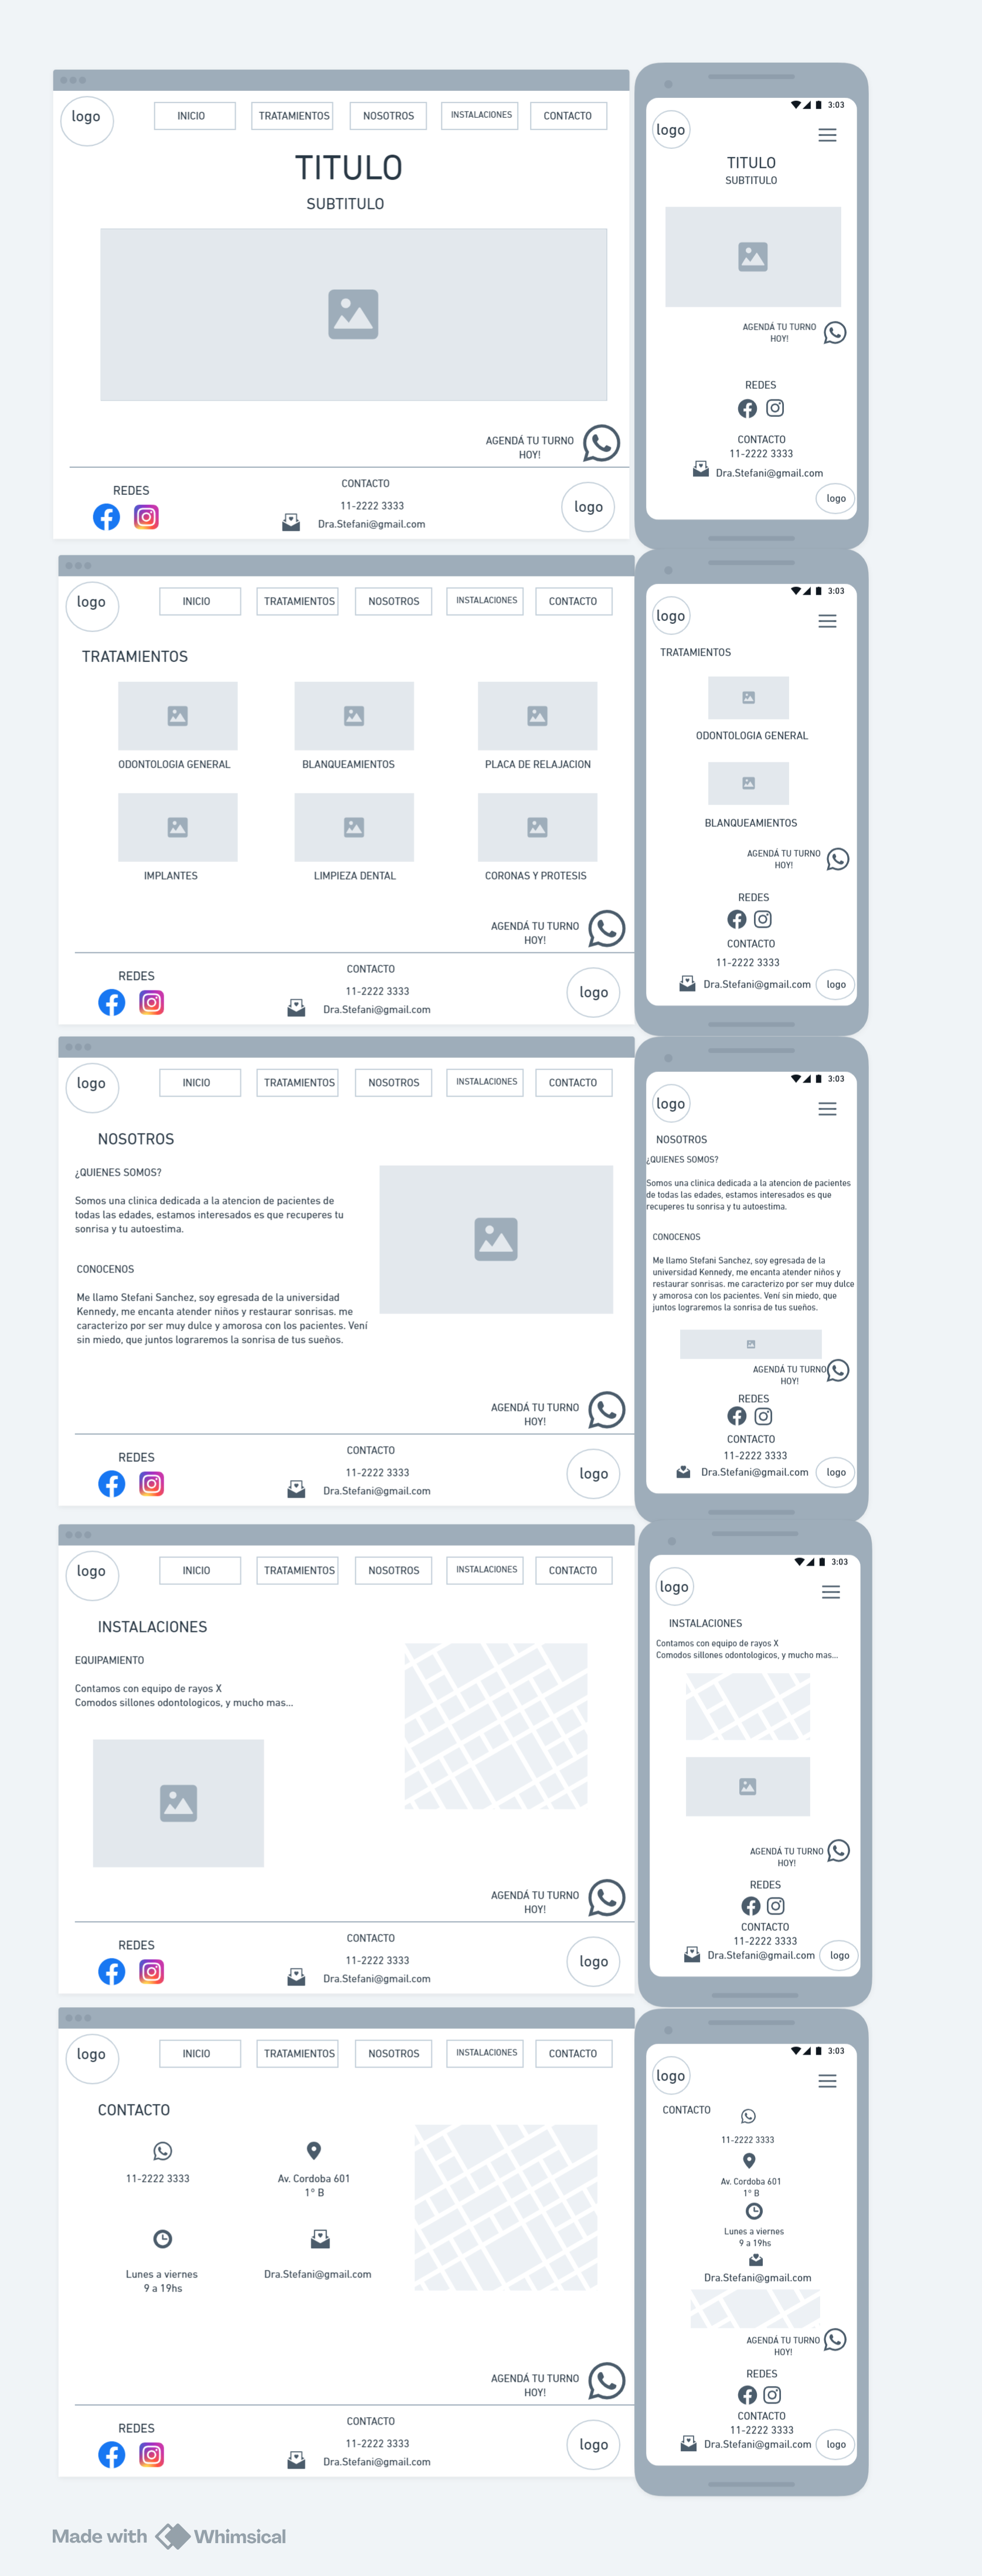 logo
INICIO
TRATAMIENTOS
NOSOTROS
INSTALACIONES
CONTACTO
TITULO
SUBTITULO
AGENDÁ TU TURNO
HOY!
REDES
CONTACTO
11-2222 3333
Dra.Stefani@gmail.com
logo
3:03
logo
TITULO
SUBTITULO
AGENDÁ TU TURNO
HOY!
REDES
CONTACTO
11-2222 3333
Dra.Stefani@gmail.com
logo
logo
INICIO
TRATAMIENTOS
NOSOTROS
INSTALACIONES
CONTACTO
TRATAMIENTOS
ODONTOLOGIA GENERAL
BLANQUEAMIENTOS
PLACA DE RELAJACION
IMPLANTES
LIMPIEZA DENTAL
CORONAS Y PROTESIS
AGENDÁ TU TURNO
HOY!
REDES
CONTACTO
11-2222 3333
Dra.Stefani@gmail.com
logo
3:03
logo
TRATAMIENTOS
ODONTOLOGIA GENERAL
BLANQUEAMIENTOS
AGENDÁ TU TURNO
HOY!
REDES
CONTACTO
11-2222 3333
Dra.Stefani@gmail.com
logo
logo
INICIO
TRATAMIENTOS
NOSOTROS
INSTALACIONES
CONTACTO
NOSOTROS
¿QUIENES SOMOS?
Somos una clinica dedicada a la atencion de pacientes de
todas las edades, estamos interesados es que recuperes tu
sonrisa y tu autoestima.
CONOCENOS
Me llamo Stefani Sanchez, soy egresada de la universidad
Kennedy, me encanta atender niños y restaurar sonrisas. me
caracterizo por ser muy dulce y amorosa con los pacientes. Vení
sin miedo, que juntos lograremos la sonrisa de tus sueños.
AGENDÁ TU TURNO
HOY!
REDES
CONTACTO
11-2222 3333
Dra.Stefani@gmail.com
logo
3:03
logo
NOSOTROS
¿QUIENES SOMOS?
Somos una clinica dedicada a la atencion de pacientes
de todas las edades, estamos interesados es que
recuperes tu sonrisa y tu autoestima.
CONOCENOS
Me llamo Stefani Sanchez, soy egresada de la
universidad Kennedy, me encanta atender niños y
restaurar sonrisas. me caracterizo por ser muy dulce
y amorosa con los pacientes. Vení sin miedo, que
juntos lograremos la sonrisa de tus sueños.
AGENDÁ TU TURNO
HOY!
REDES
CONTACTO
11-2222 3333
Dra.Stefani@gmail.com
logo
logo
INICIO
TRATAMIENTOS
NOSOTROS
INSTALACIONES
CONTACTO
INSTALACIONES
EQUIPAMIENTO
Contamos con equipo de rayos X
Comodos sillones odontologicos, y mucho mas...
AGENDÁ TU TURNO
HOY!
REDES
CONTACTO
11-2222 3333
Dra.Stefani@gmail.com
logo
3:03
logo
INSTALACIONES
Contamos con equipo de rayos X
Comodos sillones odontologicos, y mucho mas...
AGENDÁ TU TURNO
HOY!
REDES
CONTACTO
11-2222 3333
Dra.Stefani@gmail.com
logo
logo
INICIO
TRATAMIENTOS
NOSOTROS
INSTALACIONES
CONTACTO
CONTACTO
11-2222 3333
Av. Cordoba 601
1° B
Lunes a viernes
9 a 19hs
Dra.Stefani@gmail.com
AGENDÁ TU TURNO
HOY!
REDES
CONTACTO
11-2222 3333
Dra.Stefani@gmail.com
logo
3:03
logo
CONTACTO
11-2222 3333
Av. Cordoba 601
1° B
Lunes a viernes
9 a 19hs
Dra.Stefani@gmail.com
AGENDÁ TU TURNO
HOY!
REDES
CONTACTO
11-2222 3333
Dra.Stefani@gmail.com
logo
Made with Whimsical